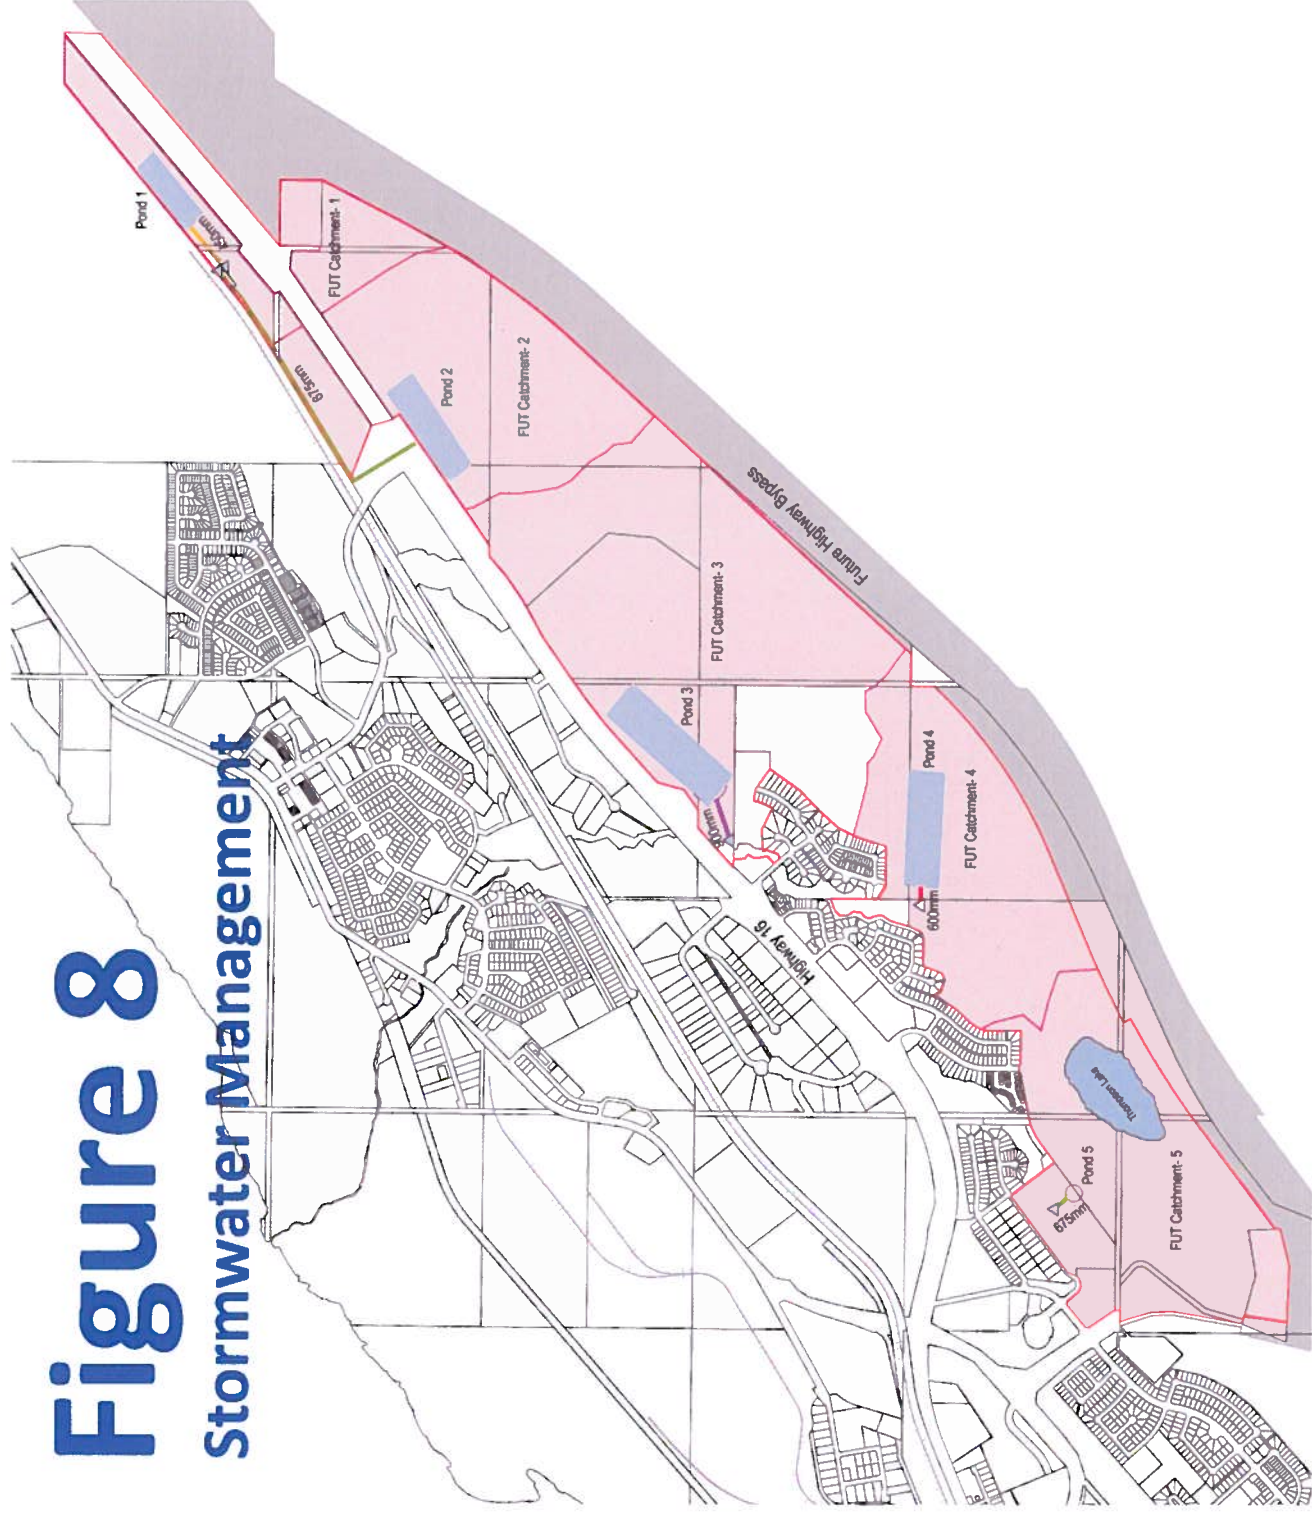 Figure 8
Stormwater Management
Pond 1
675mm
FUT Catchment- 1
Pond 2
FUT Catchment- 2
Future Highway Bypass
FUT Catchment- 3
Pond 3
Pond 4
FUT Catchment- 4
600mm
Highway 16
Thompson Lake
Pond 5
675mm
FUT Catchment- 5